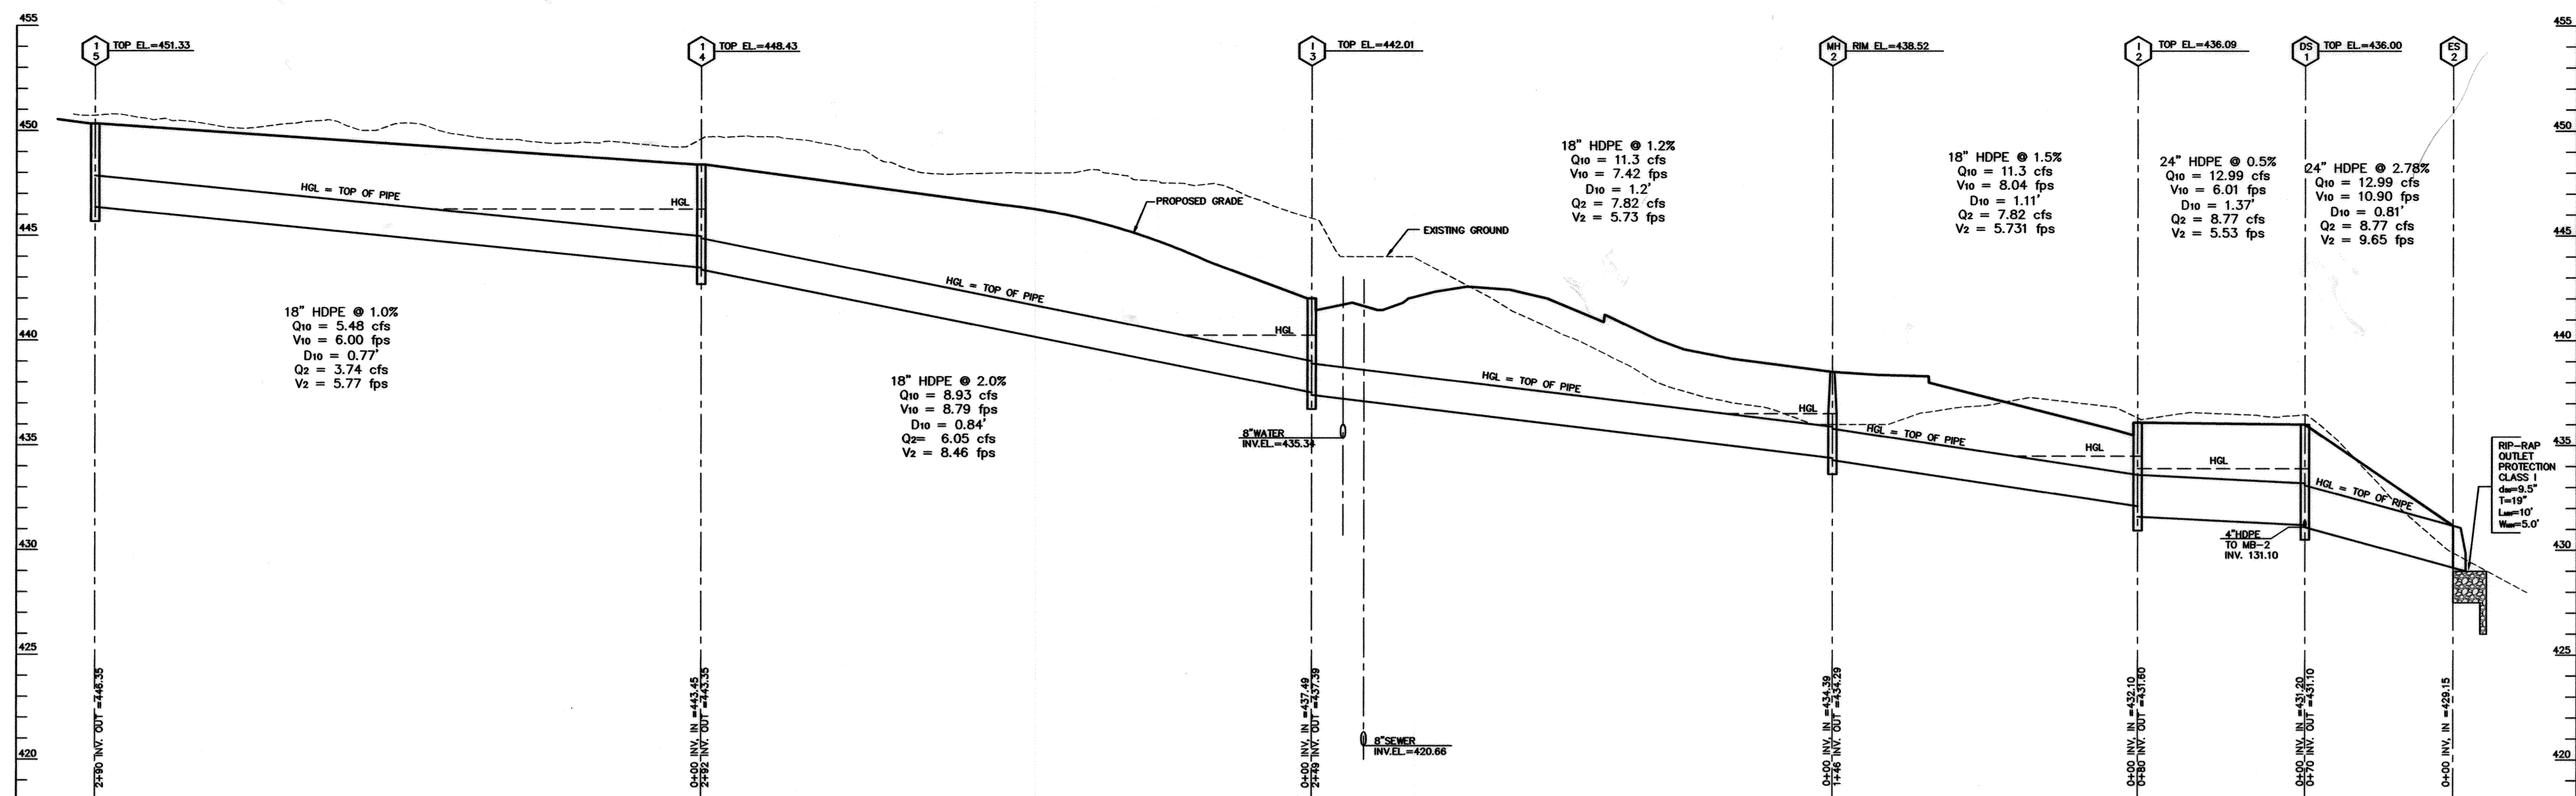 455
455
1
5
TOP EL.=451.33
1
4
TOP EL.=448.43
I
3
TOP EL.=442.01
MH
2
RIM EL.=438.52
I
2
TOP EL.=436.09
DS
1
TOP EL.=436.00
ES
2
450
450
445
445
440
440
435
435
430
430
425
425
420
420
HGL = TOP OF PIPE
HGL
18" HDPE @ 1.0%
Q10 = 5.48 cfs
V10 = 6.00 fps
D10 = 0.77'
Q2 = 3.74 cfs
V2 = 5.77 fps
PROPOSED GRADE
HGL = TOP OF PIPE
HGL
18" HDPE @ 2.0%
Q10 = 8.93 cfs
V10 = 8.79 fps
D10 = 0.84'
Q2= 6.05 cfs
V2 = 8.46 fps
EXISTING GROUND
8"WATER
INV.EL.=435.34
8"SEWER
INV.EL.=420.66
18" HDPE @ 1.2%
Q10 = 11.3 cfs
V10 = 7.42 fps
D10 = 1.2'
Q2 = 7.82 cfs
V2 = 5.73 fps
HGL = TOP OF PIPE
HGL
18" HDPE @ 1.5%
Q10 = 11.3 cfs
V10 = 8.04 fps
D10 = 1.11'
Q2 = 7.82 cfs
V2 = 5.731 fps
HGL = TOP OF PIPE
HGL
24" HDPE @ 0.5%
Q10 = 12.99 cfs
V10 = 6.01 fps
D10 = 1.37'
Q2 = 8.77 cfs
V2 = 5.53 fps
HGL
24" HDPE @ 2.78%
Q10 = 12.99 cfs
V10 = 10.90 fps
D10 = 0.81'
Q2 = 8.77 cfs
V2 = 9.65 fps
HGL = TOP OF PIPE
4"HDPE
TO MB-2
INV. 131.10
RIP-RAP
OUTLET
PROTECTION
CLASS I
d50=9.5"
T=19"
LMIN=10'
WMIN=5.0'
2+90 INV. OUT =446.35
0+00 INV. IN =443.45
2+92 INV. OUT =443.35
0+00 INV. IN =437.49
2+49 INV. OUT =437.39
0+00 INV. IN =434.39
1+46 INV. OUT =434.29
0+00 INV. IN =432.10
0+80 INV. OUT =431.60
0+00 INV. IN =431.20
0+70 INV. OUT =431.10
0+00 INV. IN =429.15